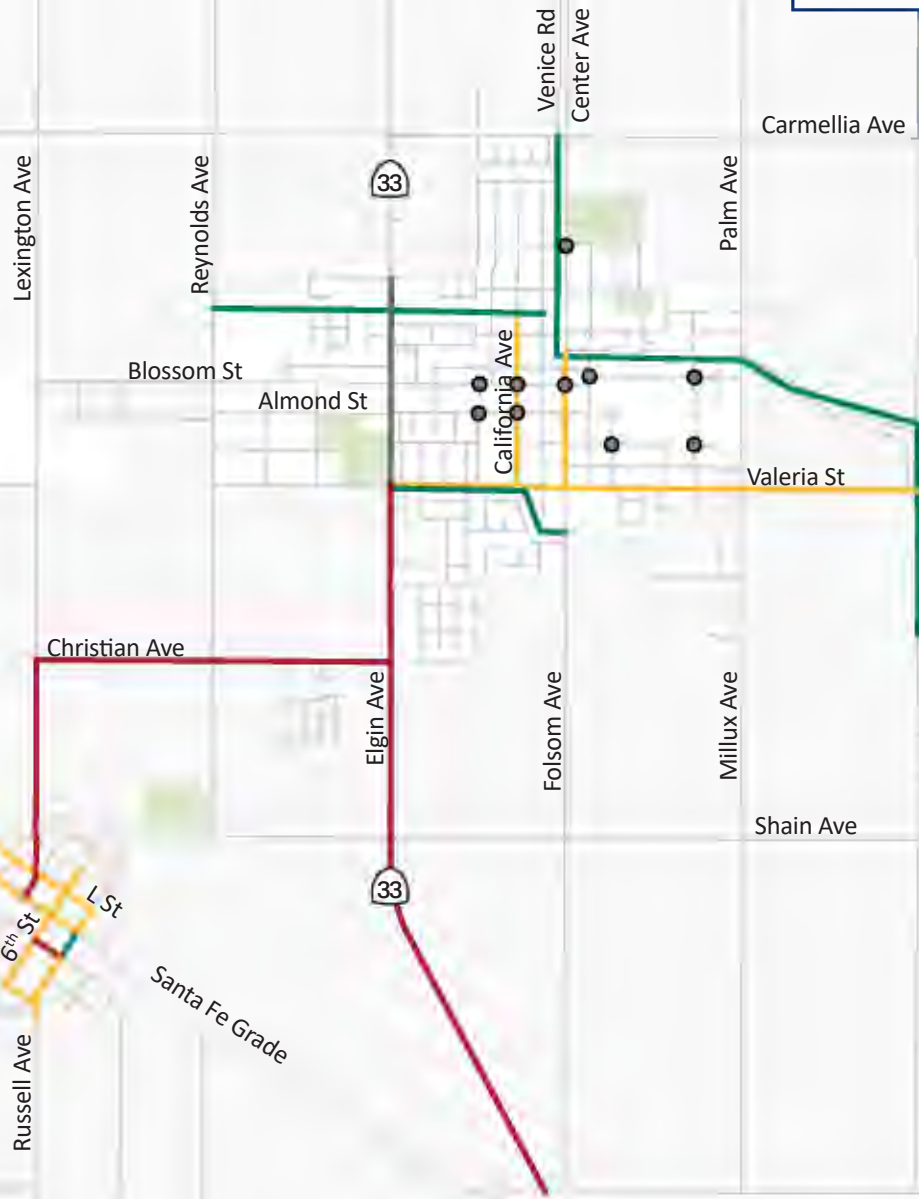 Venice Rd
Center Ave
Carmellia Ave
Lexington Ave
Reynolds Ave
33
Palm Ave
Blossom St
Almond St
California Ave
Valeria St
Christian Ave
Elgin Ave
Folsom Ave
Millux Ave
Shain Ave
33
L St
6th St
Santa Fe Grade
Russell Ave